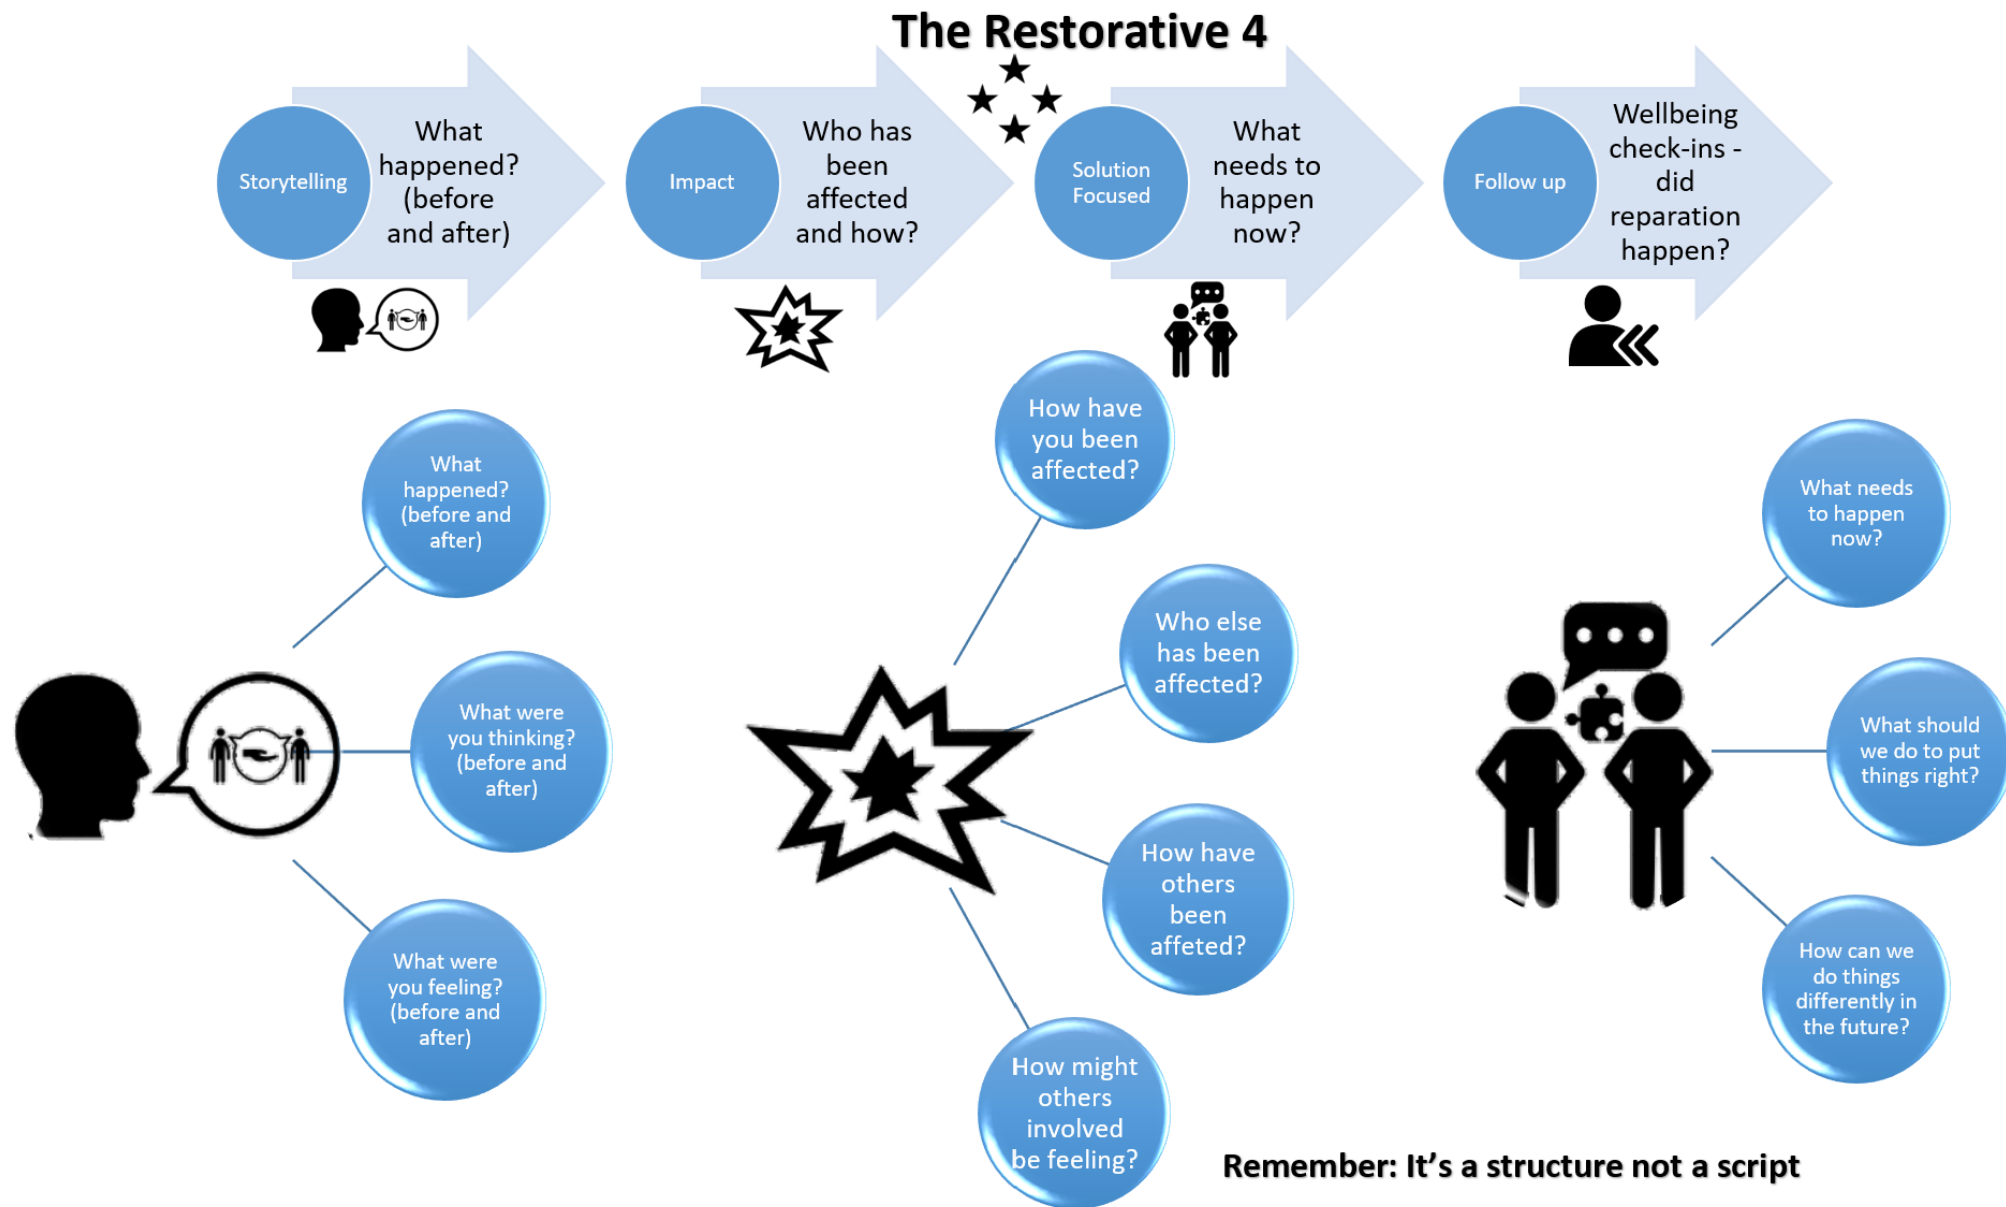 The Restorative 4
Storytelling
What
happened?
(before
and after)
Impact
Who has
been
affected
and how?
Solution
Focused
What
needs to
happen
now?
Follow up
Wellbeing
check-ins -
did
reparation
happen?
What
happened?
(before and
after)
What were
you thinking?
(before and
after)
What were
you feeling?
(before and
after)
How have
you been
affected?
Who else
has been
affected?
How have
others
been
affeted?
How might
others
involved
be feeling?
What needs
to happen
now?
What should
we do to put
things right?
How can we
do things
differently in
the future?
Remember: It's a structure not a script